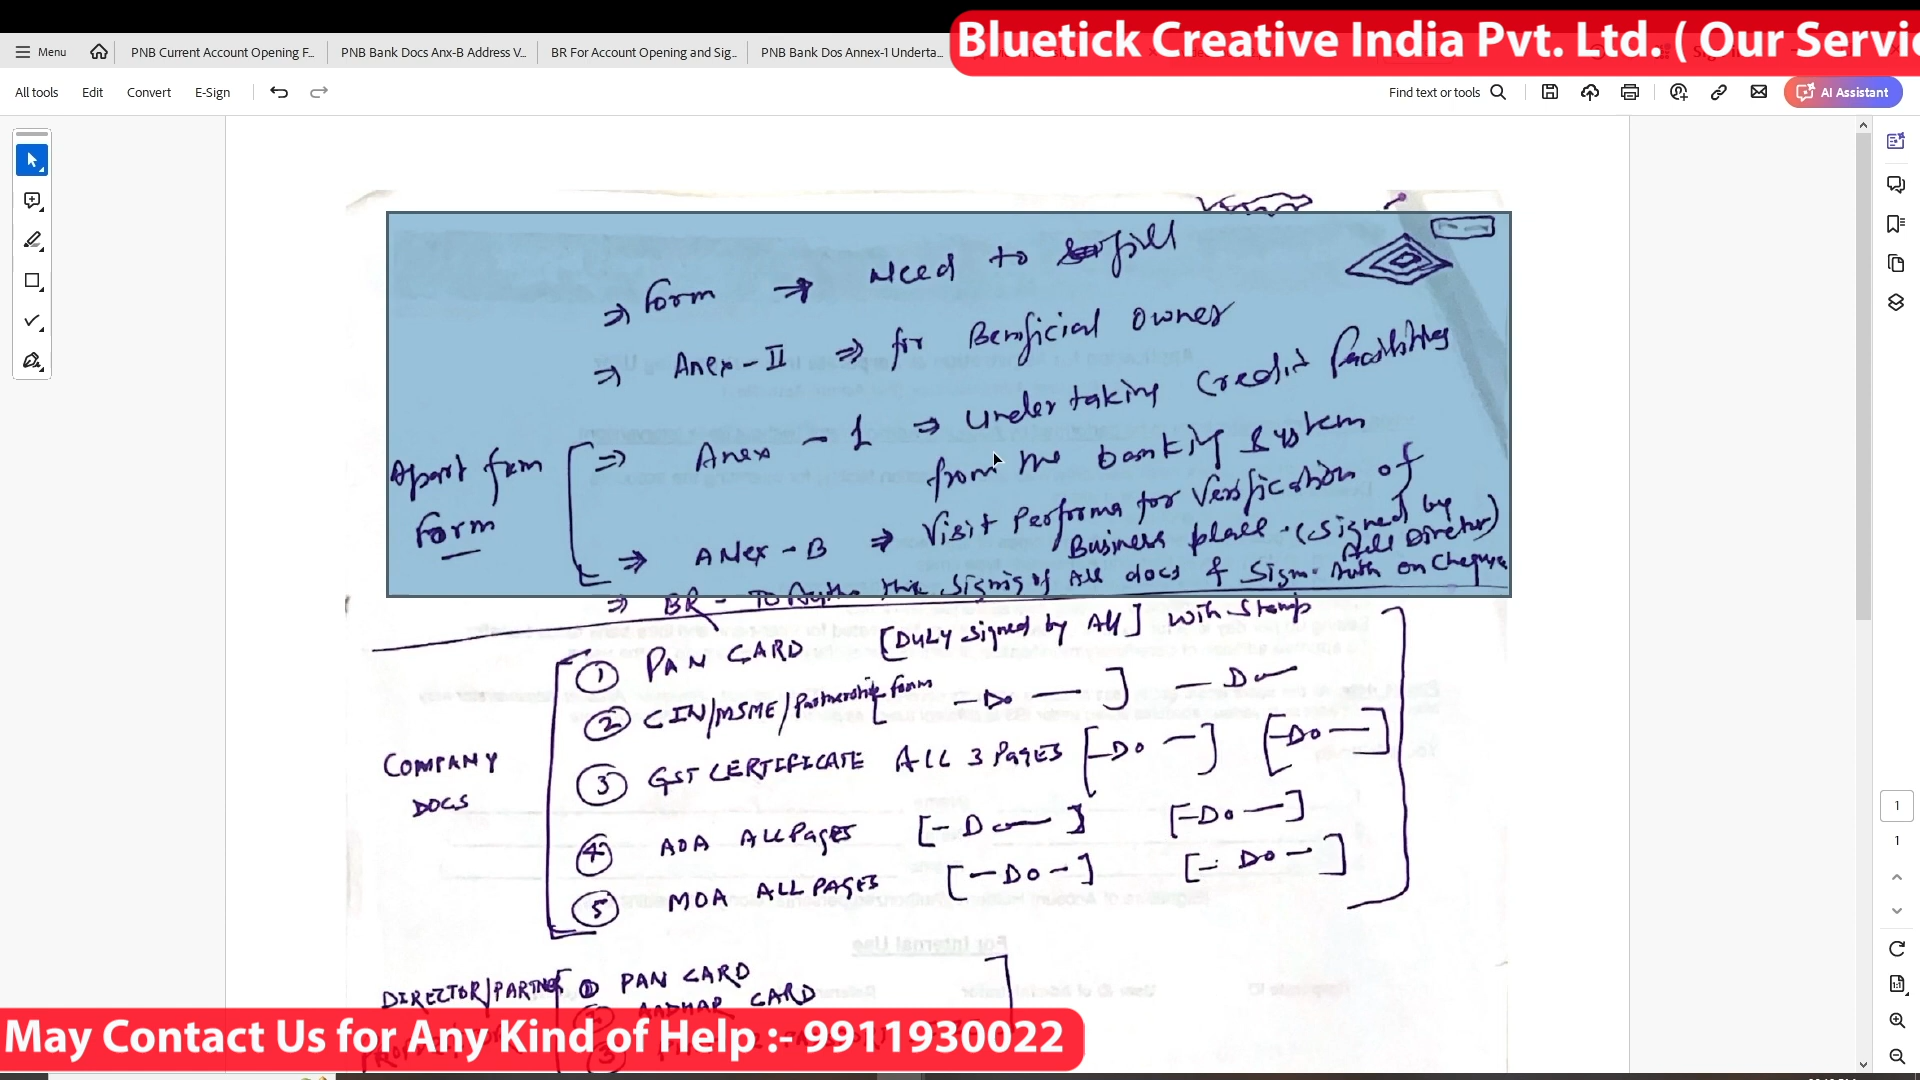 Bluetick Creative India Pvt. Ltd. ( Our Servic
Menu
PNB Current Account Opening F...
PNB Bank Docs Anx-B Address V...
BR For Account Opening and Sig...
PNB Bank Dos Annex-1 Underta...
All tools
Edit
Convert
E-Sign
Find text or tools
AI Assistant
⇒ Form → Need to fill
⇒ Anex-II ⇒ for Beneficial Owner
Apart from
Form
⇒ Anex - 1 ⇒ Undertaking Credit Facilities
from the banking system
⇒ ANex - B ⇒ Visit Performa for Verification of
Business place. (Signed by
All Director)
⇒ BR - To Auth. the Signing of All docs & Sign. Auth on Cheque
COMPANY
DOCS
① PAN CARD [DULY signed by All] with stamp
② CIN/MSME/Partnership form [ - Do - ] - Do -
③ GST CERTIFICATE ALL 3 PAGES [-Do -] [-Do -]
④ AOA ALL PAGES [- Do -] [-Do -]
⑤ MOA ALL PAGES [- Do -] [- Do -]
For Internal Use
DIRECTOR/PARTNER
① PAN CARD
AADHAR CARD
1
1
May Contact Us for Any Kind of Help :- 9911930022